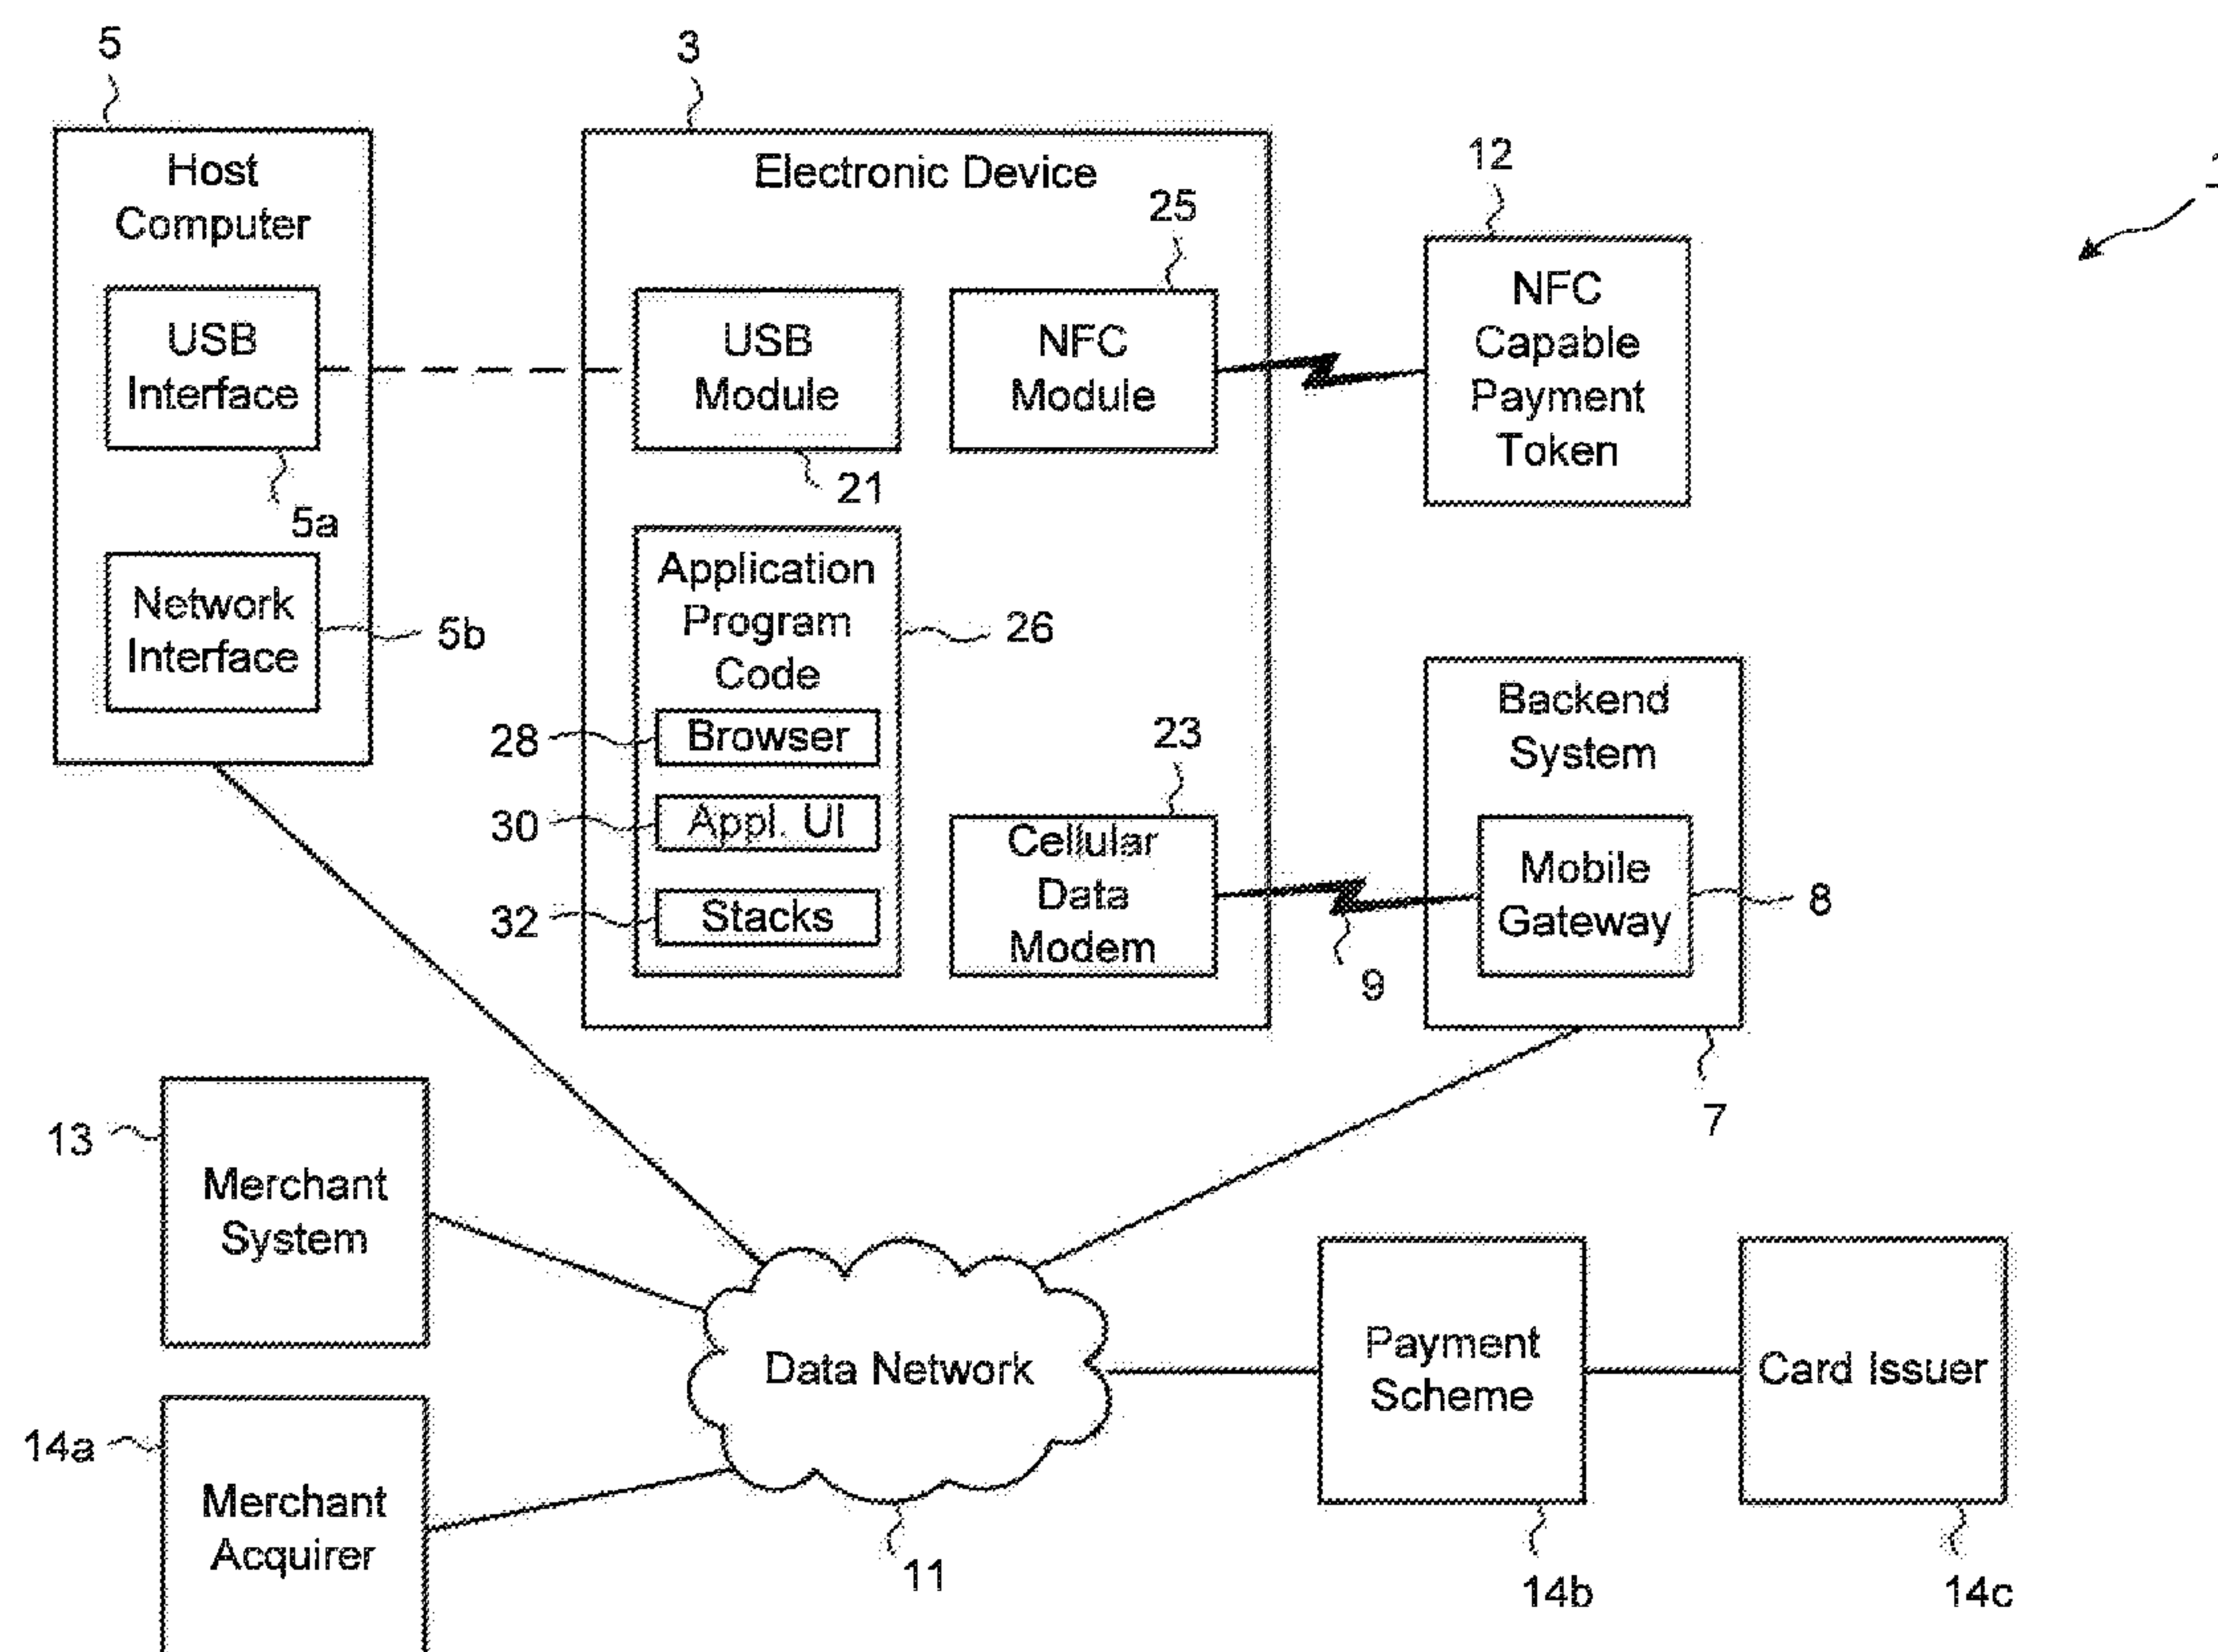 5
3
Host
Computer
Electronic Device
12
25
USB
Interface
USB
Module
NFC
Module
NFC
Capable
Payment
Token
21
5a
Network
Interface
5b
Application
Program
Code
26
Browser
28
Appl. UI
30
Stacks
32
23
Cellular
Data
Modem
Backend
System
Mobile
Gateway
8
9
7
13
Merchant
System
14a
Merchant
Acquirer
Data Network
11
Payment
Scheme
14b
Card Issuer
14c